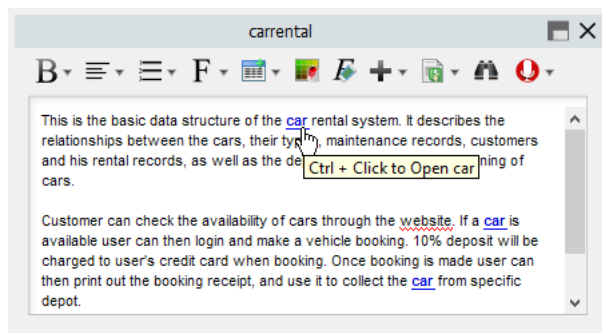 carrental
B F F
This is the basic data structure of the car rental system. It describes the
relationships between the cars, their typ , maintenance records, customers
and his rental records, as well as the de ning of
Ctrl + Click to Open car
cars.
Customer can check the availability of cars through the website. If a car is
available user can then login and make a vehicle booking. 10% deposit will be
charged to user's credit card when booking. Once booking is made user can
then print out the booking receipt, and use it to collect the car from specific
depot.